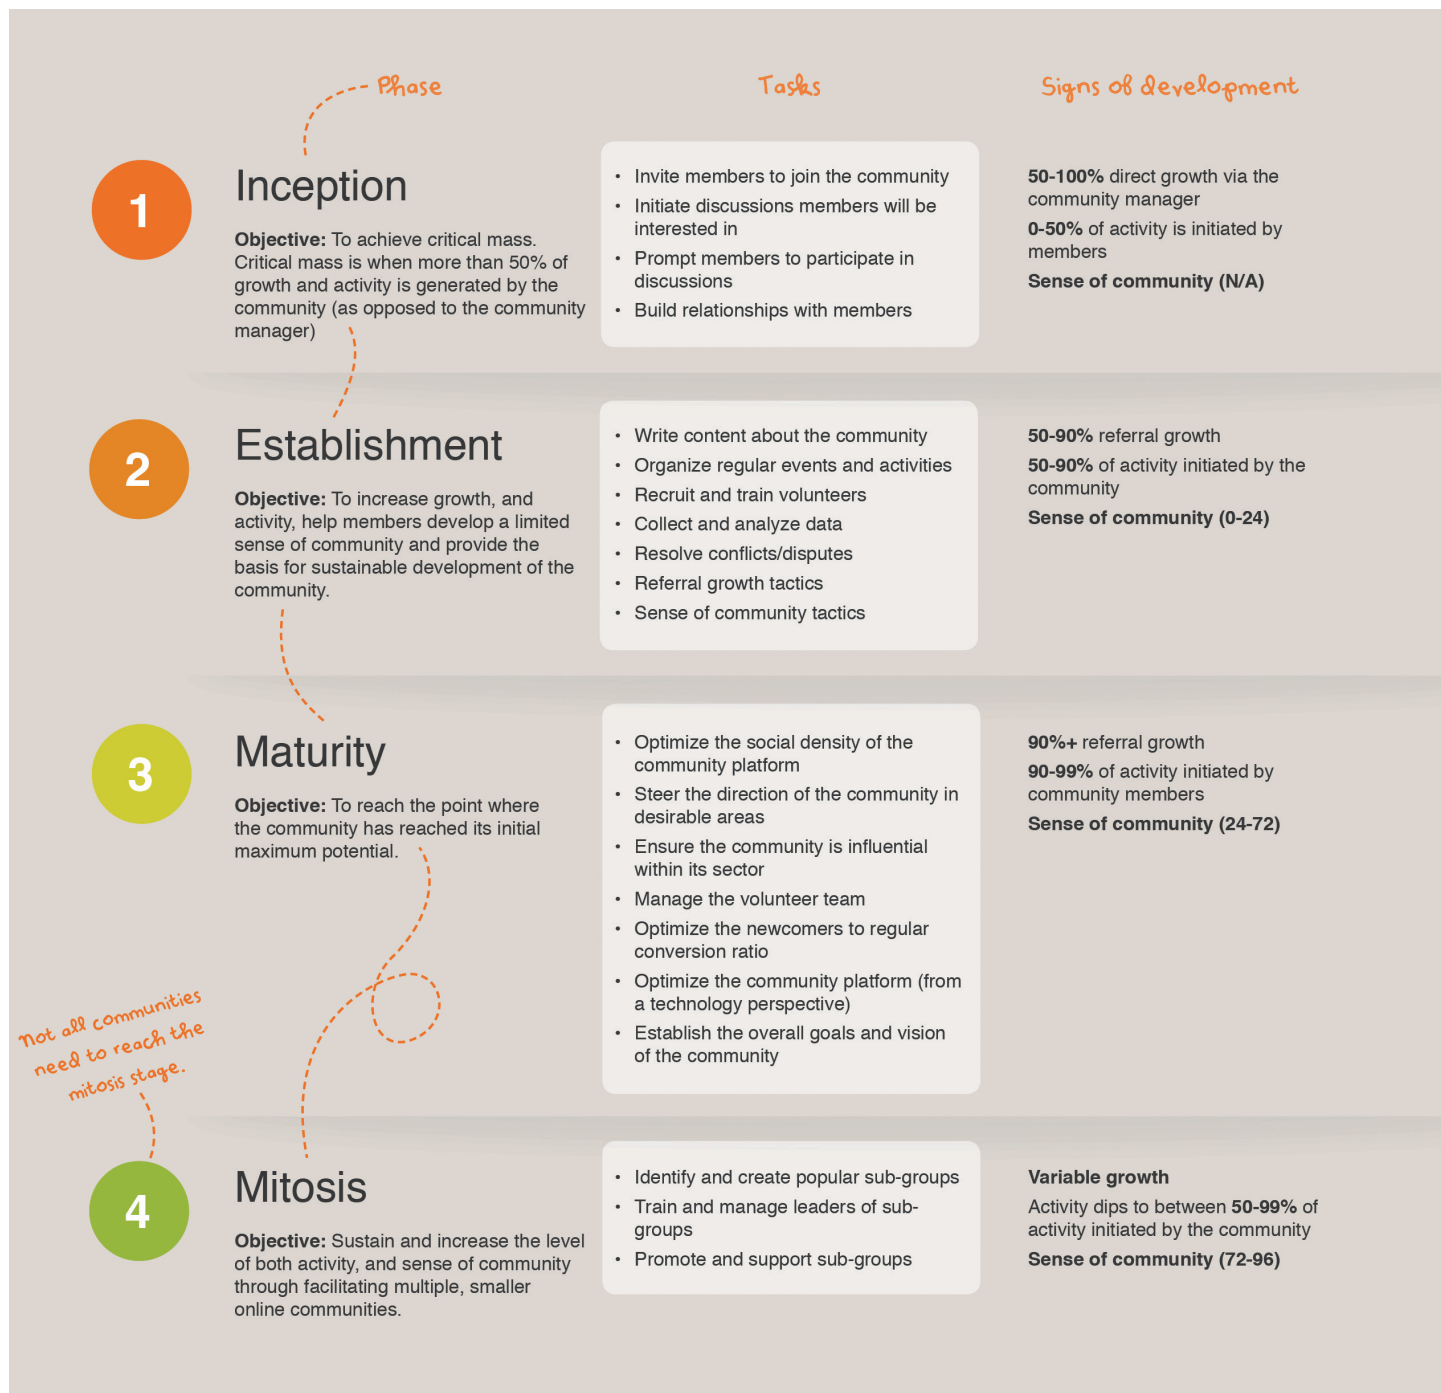 Phase
Tasks
Signs of development
1
Inception
Objective: To achieve critical mass.
Critical mass is when more than 50% of
growth and activity is generated by the
community (as opposed to the community
manager)
• Invite members to join the community
• Initiate discussions members will be
interested in
• Prompt members to participate in
discussions
• Build relationships with members
50-100% direct growth via the
community manager
0-50% of activity is initiated by
members
Sense of community (N/A)
2
Establishment
Objective: To increase growth, and
activity, help members develop a limited
sense of community and provide the
basis for sustainable development of the
community.
• Write content about the community
• Organize regular events and activities
• Recruit and train volunteers
• Collect and analyze data
• Resolve conflicts/disputes
• Referral growth tactics
• Sense of community tactics
50-90% referral growth
50-90% of activity initiated by the
community
Sense of community (0-24)
3
Maturity
Objective: To reach the point where
the community has reached its initial
maximum potential.
• Optimize the social density of the
community platform
• Steer the direction of the community in
desirable areas
• Ensure the community is influential
within its sector
• Manage the volunteer team
• Optimize the newcomers to regular
conversion ratio
• Optimize the community platform (from
a technology perspective)
• Establish the overall goals and vision
of the community
90%+ referral growth
90-99% of activity initiated by
community members
Sense of community (24-72)
Not all communities
need to reach the
mitosis stage.
4
Mitosis
Objective: Sustain and increase the level
of both activity, and sense of community
through facilitating multiple, smaller
online communities.
• Identify and create popular sub-groups
• Train and manage leaders of sub-
groups
• Promote and support sub-groups
Variable growth
Activity dips to between 50-99% of
activity initiated by the community
Sense of community (72-96)